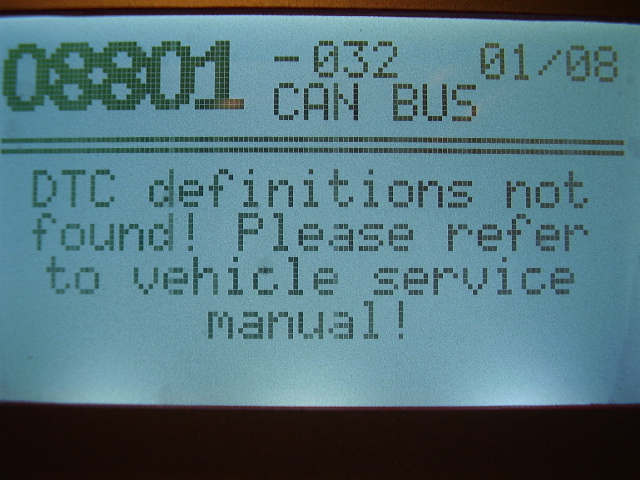 08801 -032 01/08
CAN BUS
DTC definitions not
found! Please refer
to vehicle service
manual!